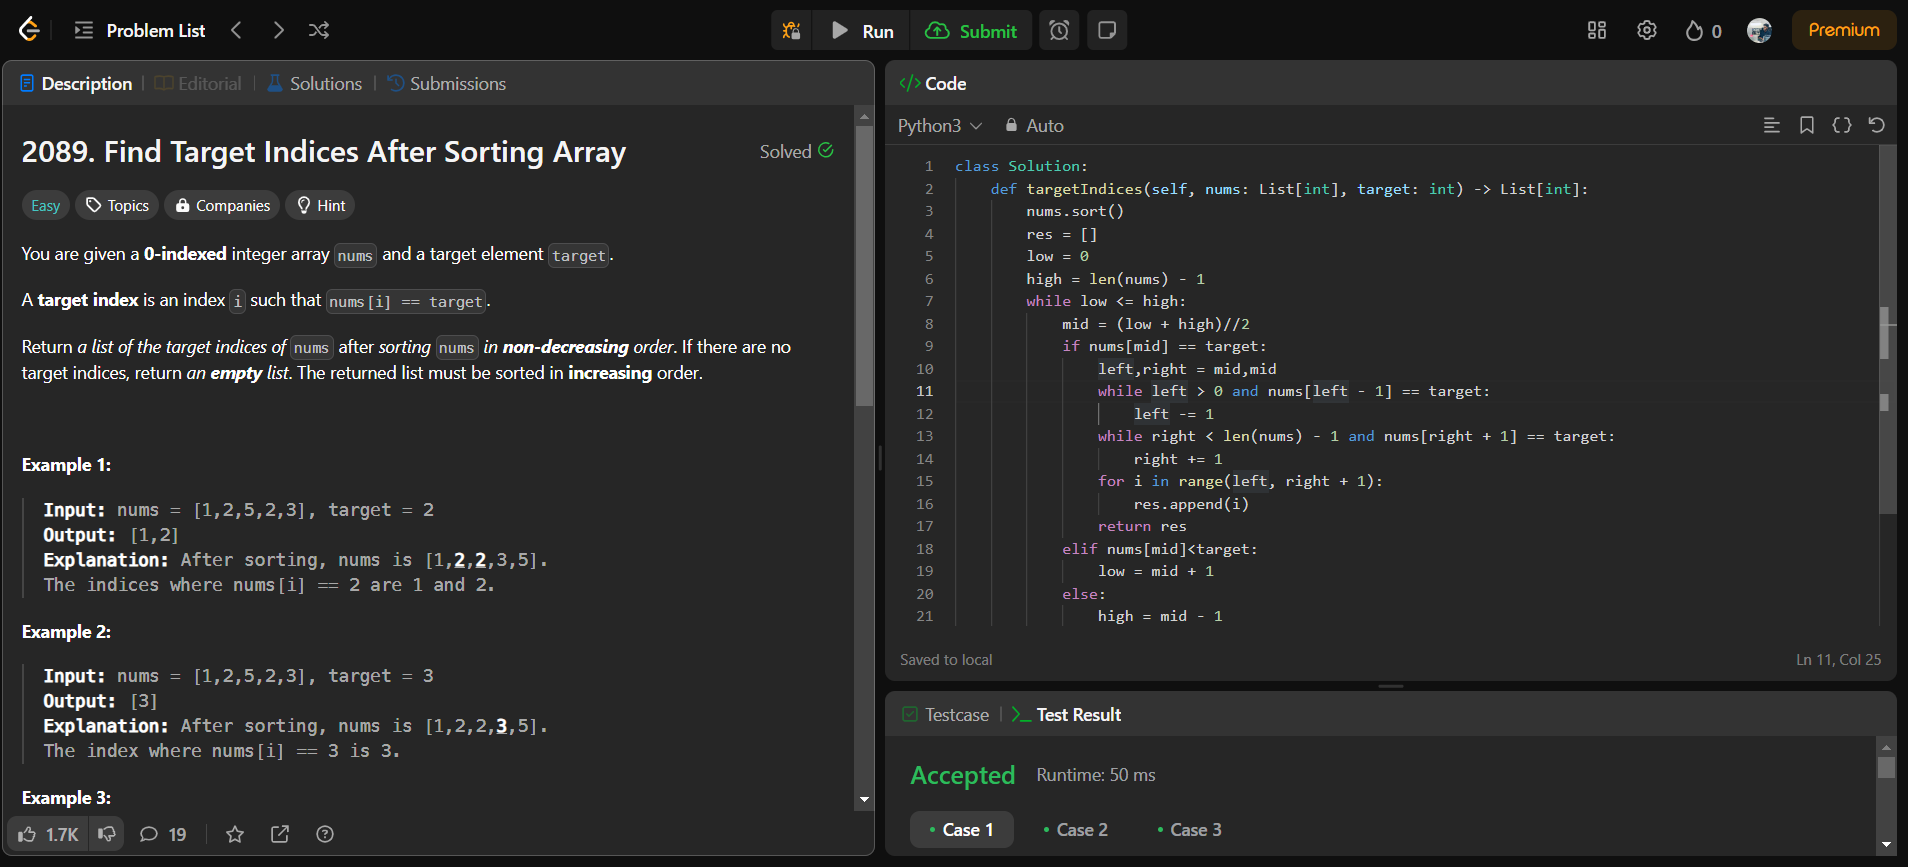 Problem List
Run
Submit
0
Premium
Description
Editorial
Solutions
Submissions
2089. Find Target Indices After Sorting Array
Solved
Easy
Topics
Companies
Hint
You are given a 0-indexed integer array nums and a target element target.
A target index is an index i such that nums[i] == target.
Return a list of the target indices of nums after sorting nums in non-decreasing order. If there are no
target indices, return an empty list. The returned list must be sorted in increasing order.
Example 1:
Input: nums = [1,2,5,2,3], target = 2
Output: [1,2]
Explanation: After sorting, nums is [1,2,2,3,5].
The indices where nums[i] == 2 are 1 and 2.
Example 2:
Input: nums = [1,2,5,2,3], target = 3
Output: [3]
Explanation: After sorting, nums is [1,2,2,3,5].
The index where nums[i] == 3 is 3.
Example 3:
1.7K
19
</> Code
Python3
Auto
1 class Solution:
2 def targetIndices(self, nums: List[int], target: int) -> List[int]:
3 nums.sort()
4 res = []
5 low = 0
6 high = len(nums) - 1
7 while low <= high:
8 mid = (low + high)//2
9 if nums[mid] == target:
10 left,right = mid,mid
11 while left > 0 and nums[left - 1] == target:
12 left -= 1
13 while right < len(nums) - 1 and nums[right + 1] == target:
14 right += 1
15 for i in range(left, right + 1):
16 res.append(i)
17 return res
18 elif nums[mid]<target:
19 low = mid + 1
20 else:
21 high = mid - 1
Saved to local
Ln 11, Col 25
Testcase
Test Result
Accepted
Runtime: 50 ms
Case 1
Case 2
Case 3